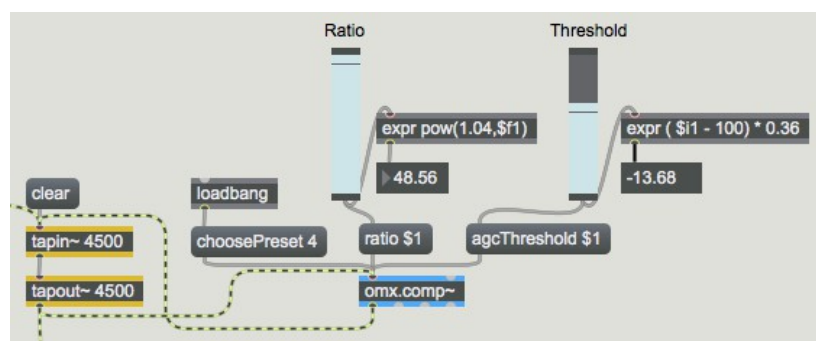 Ratio
Threshold
expr pow(1.04,$f1)
expr ( $i1 - 100) * 0.36
48.56
-13.68
clear
loadbang
tapin~ 4500
choosePreset 4
ratio $1
agcThreshold $1
tapout~ 4500
omx.comp~